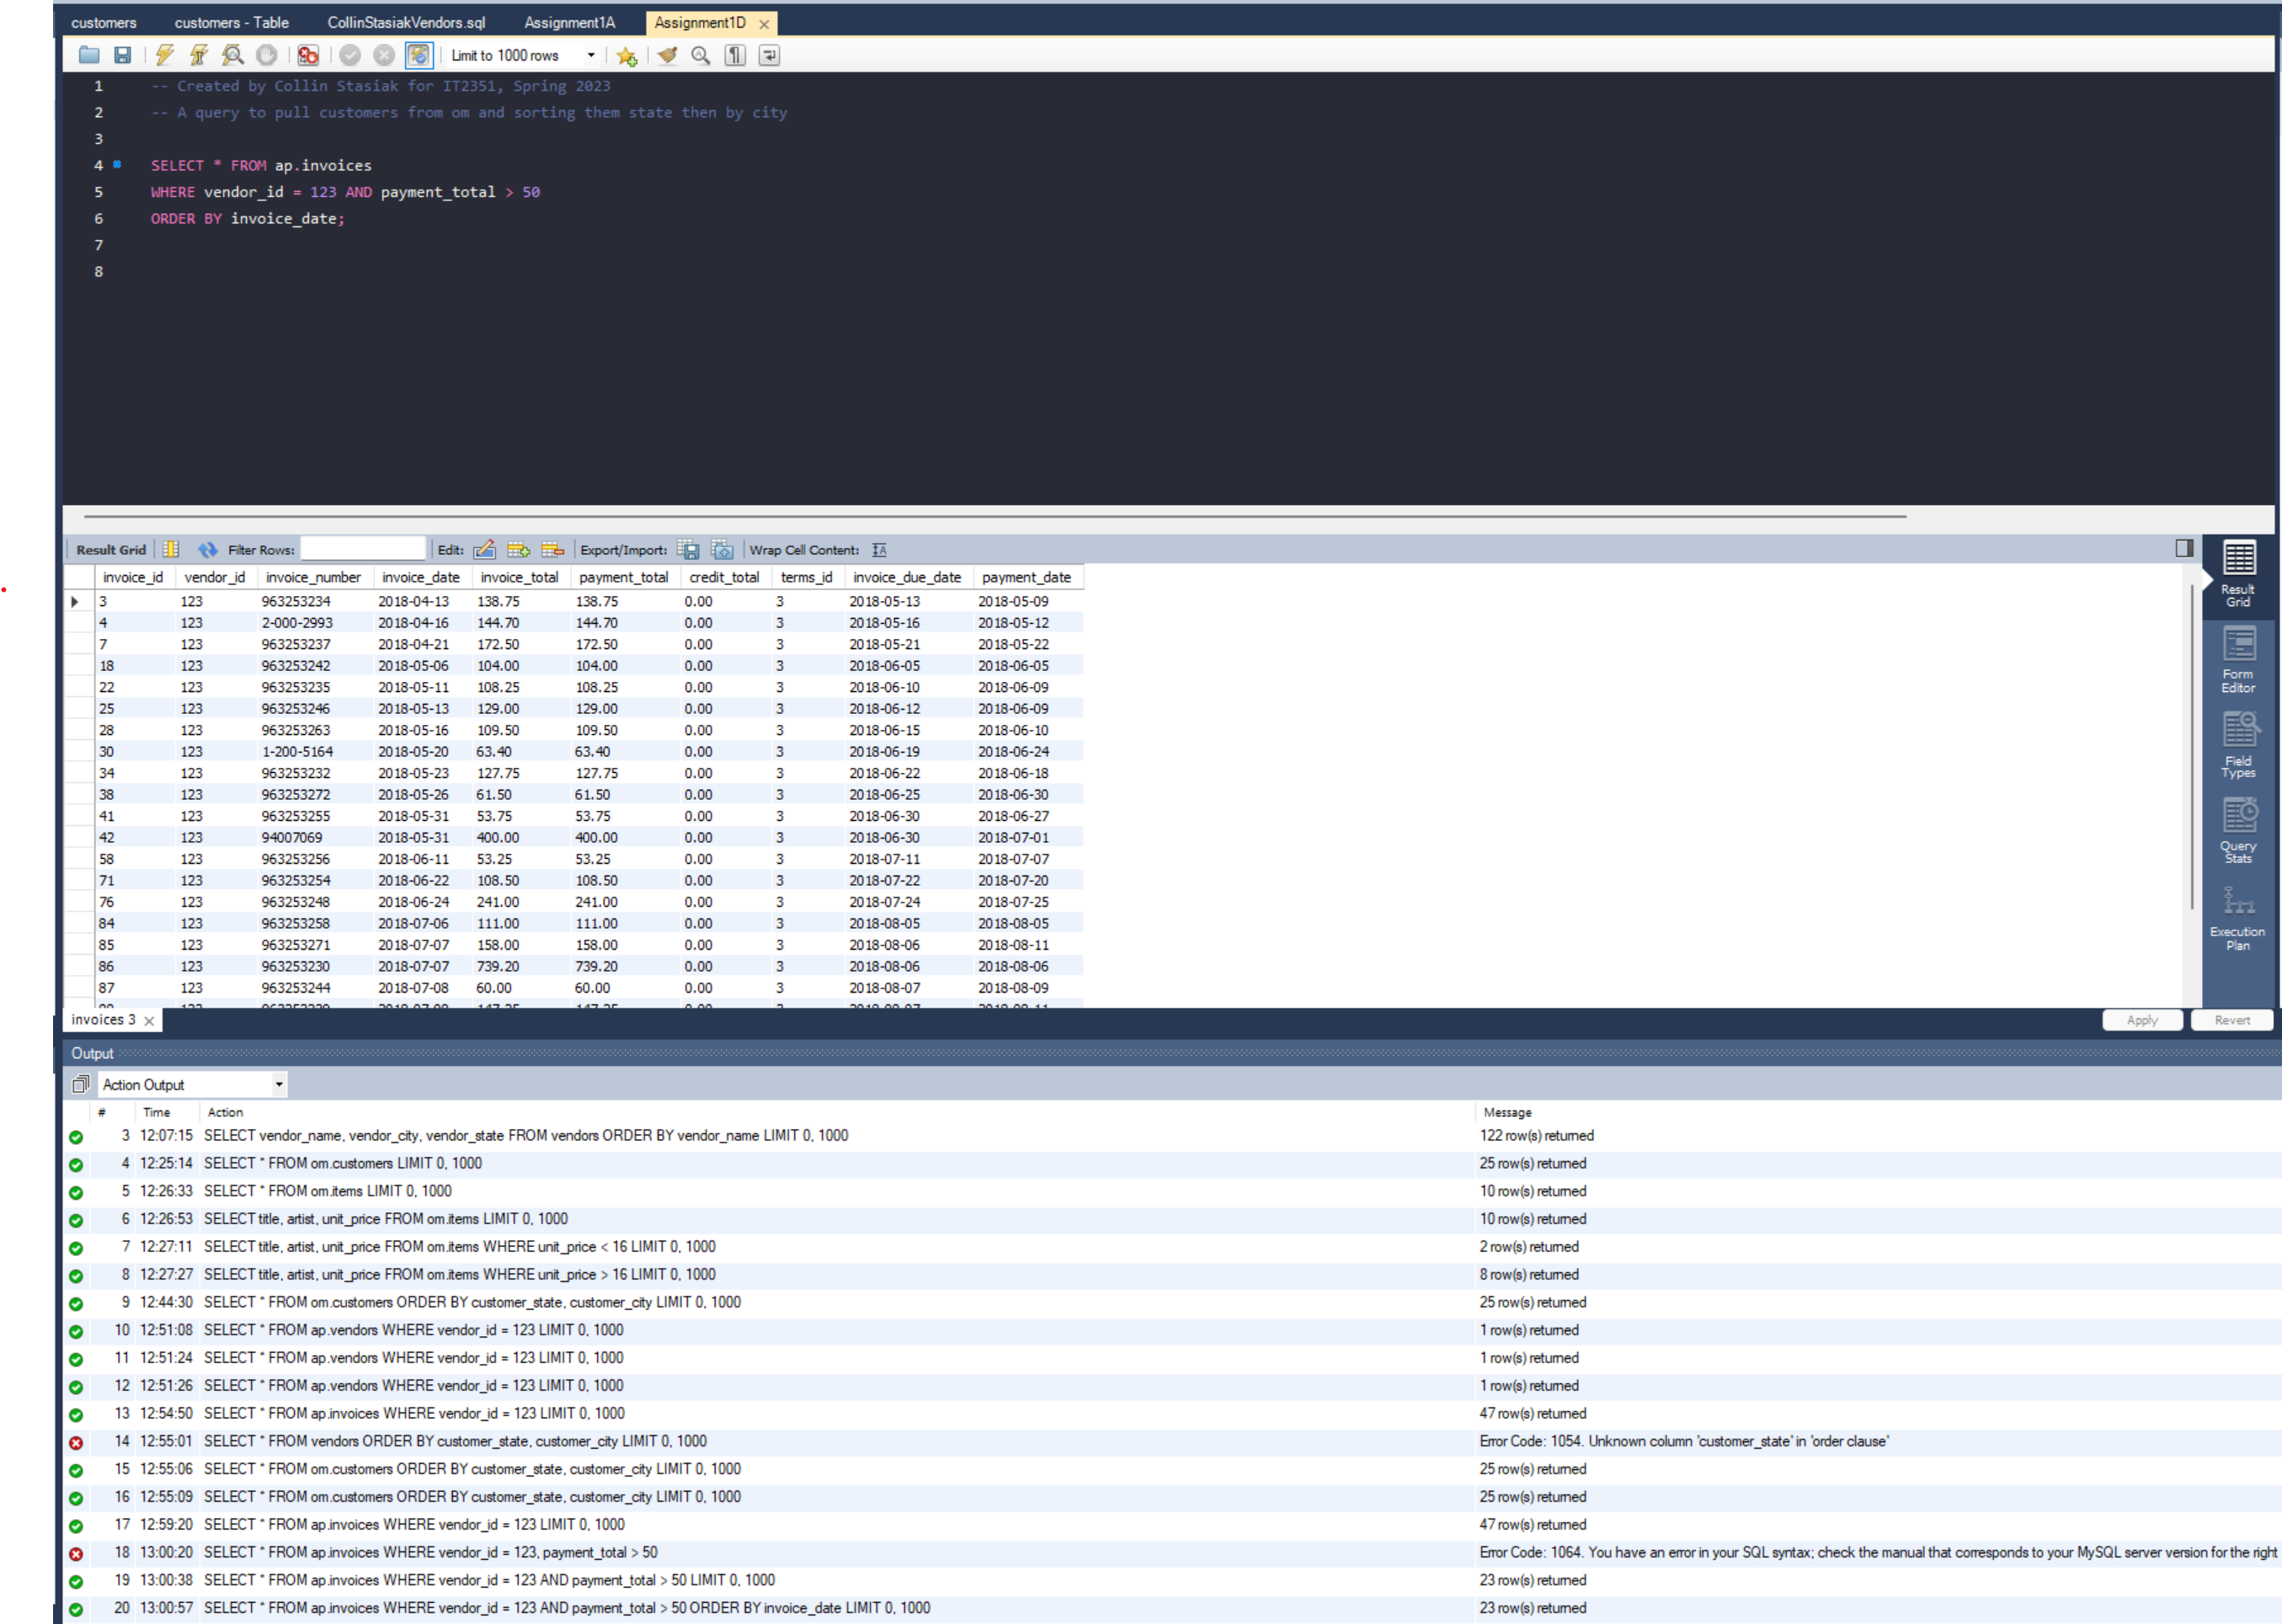 customers customers - Table CollinStasiakVendors.sql Assignment1A Assignment1D
Limit to 1000 rows
1 -- Created by Collin Stasiak for IT2351, Spring 2023
2 -- A query to pull customers from om and sorting them state then by city
3
4 SELECT * FROM ap.invoices
5 WHERE vendor_id = 123 AND payment_total > 50
6 ORDER BY invoice_date;
7
8
Result Grid Filter Rows: Edit: Export/Import: Wrap Cell Content:
invoice_id vendor_id invoice_number invoice_date invoice_total payment_total credit_total terms_id invoice_due_date payment_date
3 123 963253234 2018-04-13 138.75 138.75 0.00 3 2018-05-13 2018-05-09
4 123 2-000-2993 2018-04-16 144.70 144.70 0.00 3 2018-05-16 2018-05-12
7 123 963253237 2018-04-21 172.50 172.50 0.00 3 2018-05-21 2018-05-22
18 123 963253242 2018-05-06 104.00 104.00 0.00 3 2018-06-05 2018-06-05
22 123 963253235 2018-05-11 108.25 108.25 0.00 3 2018-06-10 2018-06-09
25 123 963253246 2018-05-13 129.00 129.00 0.00 3 2018-06-12 2018-06-09
28 123 963253263 2018-05-16 109.50 109.50 0.00 3 2018-06-15 2018-06-10
30 123 1-200-5164 2018-05-20 63.40 63.40 0.00 3 2018-06-19 2018-06-24
34 123 963253232 2018-05-23 127.75 127.75 0.00 3 2018-06-22 2018-06-18
38 123 963253272 2018-05-26 61.50 61.50 0.00 3 2018-06-25 2018-06-30
41 123 963253255 2018-05-31 53.75 53.75 0.00 3 2018-06-30 2018-06-27
42 123 94007069 2018-05-31 400.00 400.00 0.00 3 2018-06-30 2018-07-01
58 123 963253256 2018-06-11 53.25 53.25 0.00 3 2018-07-11 2018-07-07
71 123 963253254 2018-06-22 108.50 108.50 0.00 3 2018-07-22 2018-07-20
76 123 963253248 2018-06-24 241.00 241.00 0.00 3 2018-07-24 2018-07-25
84 123 963253258 2018-07-06 111.00 111.00 0.00 3 2018-08-05 2018-08-05
85 123 963253271 2018-07-07 158.00 158.00 0.00 3 2018-08-06 2018-08-11
86 123 963253230 2018-07-07 739.20 739.20 0.00 3 2018-08-06 2018-08-06
87 123 963253244 2018-07-08 60.00 60.00 0.00 3 2018-08-07 2018-08-09
Result
Grid
Form
Editor
Field
Types
Query
Stats
Execution
Plan
invoices 3 Apply Revert
Output
Action Output
# Time Action Message
3 12:07:15 SELECT vendor_name, vendor_city, vendor_state FROM vendors ORDER BY vendor_name LIMIT 0, 1000 122 row(s) returned
4 12:25:14 SELECT * FROM om.customers LIMIT 0, 1000 25 row(s) returned
5 12:26:33 SELECT * FROM om.items LIMIT 0, 1000 10 row(s) returned
6 12:26:53 SELECT title, artist, unit_price FROM om.items LIMIT 0, 1000 10 row(s) returned
7 12:27:11 SELECT title, artist, unit_price FROM om.items WHERE unit_price < 16 LIMIT 0, 1000 2 row(s) returned
8 12:27:27 SELECT title, artist, unit_price FROM om.items WHERE unit_price > 16 LIMIT 0, 1000 8 row(s) returned
9 12:44:30 SELECT * FROM om.customers ORDER BY customer_state, customer_city LIMIT 0, 1000 25 row(s) returned
10 12:51:08 SELECT * FROM ap.vendors WHERE vendor_id = 123 LIMIT 0, 1000 1 row(s) returned
11 12:51:24 SELECT * FROM ap.vendors WHERE vendor_id = 123 LIMIT 0, 1000 1 row(s) returned
12 12:51:26 SELECT * FROM ap.vendors WHERE vendor_id = 123 LIMIT 0, 1000 1 row(s) returned
13 12:54:50 SELECT * FROM ap.invoices WHERE vendor_id = 123 LIMIT 0, 1000 47 row(s) returned
14 12:55:01 SELECT * FROM vendors ORDER BY customer_state, customer_city LIMIT 0, 1000 Error Code: 1054. Unknown column 'customer_state' in 'order clause'
15 12:55:06 SELECT * FROM om.customers ORDER BY customer_state, customer_city LIMIT 0, 1000 25 row(s) returned
16 12:55:09 SELECT * FROM om.customers ORDER BY customer_state, customer_city LIMIT 0, 1000 25 row(s) returned
17 12:59:20 SELECT * FROM ap.invoices WHERE vendor_id = 123 LIMIT 0, 1000 47 row(s) returned
18 13:00:20 SELECT * FROM ap.invoices WHERE vendor_id = 123, payment_total > 50 Error Code: 1064. You have an error in your SQL syntax; check the manual that corresponds to your MySQL server version for the right
19 13:00:38 SELECT * FROM ap.invoices WHERE vendor_id = 123 AND payment_total > 50 LIMIT 0, 1000 23 row(s) returned
20 13:00:57 SELECT * FROM ap.invoices WHERE vendor_id = 123 AND payment_total > 50 ORDER BY invoice_date LIMIT 0, 1000 23 row(s) returned